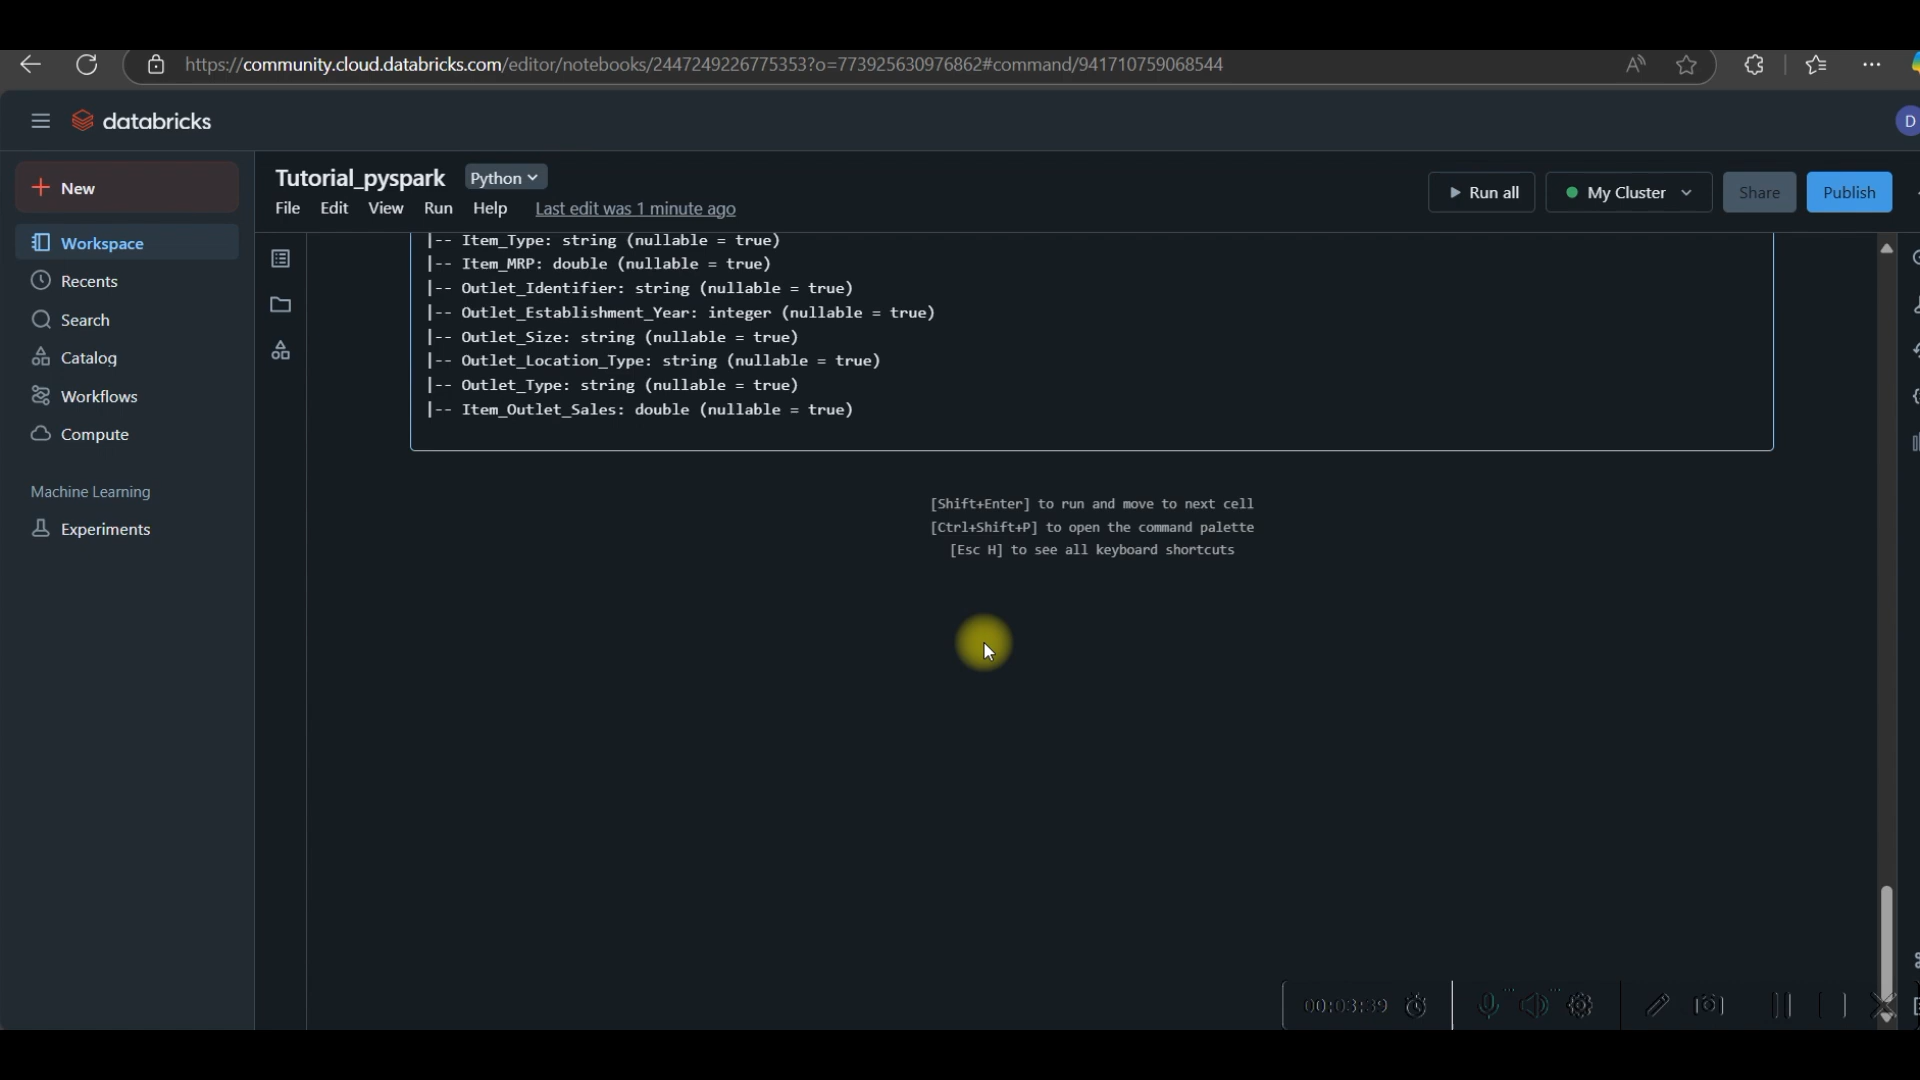 https://community.cloud.databricks.com/editor/notebooks/2447249226775353?o=773925630976862#command/941710759068544
databricks
D
New
Workspace
Recents
Search
Catalog
Workflows
Compute
Machine Learning
Experiments
Tutorial_pyspark Python
File Edit View Run Help Last edit was 1 minute ago
Run all My Cluster Share Publish
|-- Item_Type: string (nullable = true)
|-- Item_MRP: double (nullable = true)
|-- Outlet_Identifier: string (nullable = true)
|-- Outlet_Establishment_Year: integer (nullable = true)
|-- Outlet_Size: string (nullable = true)
|-- Outlet_Location_Type: string (nullable = true)
|-- Outlet_Type: string (nullable = true)
|-- Item_Outlet_Sales: double (nullable = true)
[Shift+Enter] to run and move to next cell
[Ctrl+Shift+P] to open the command palette
[Esc H] to see all keyboard shortcuts
00:03:39